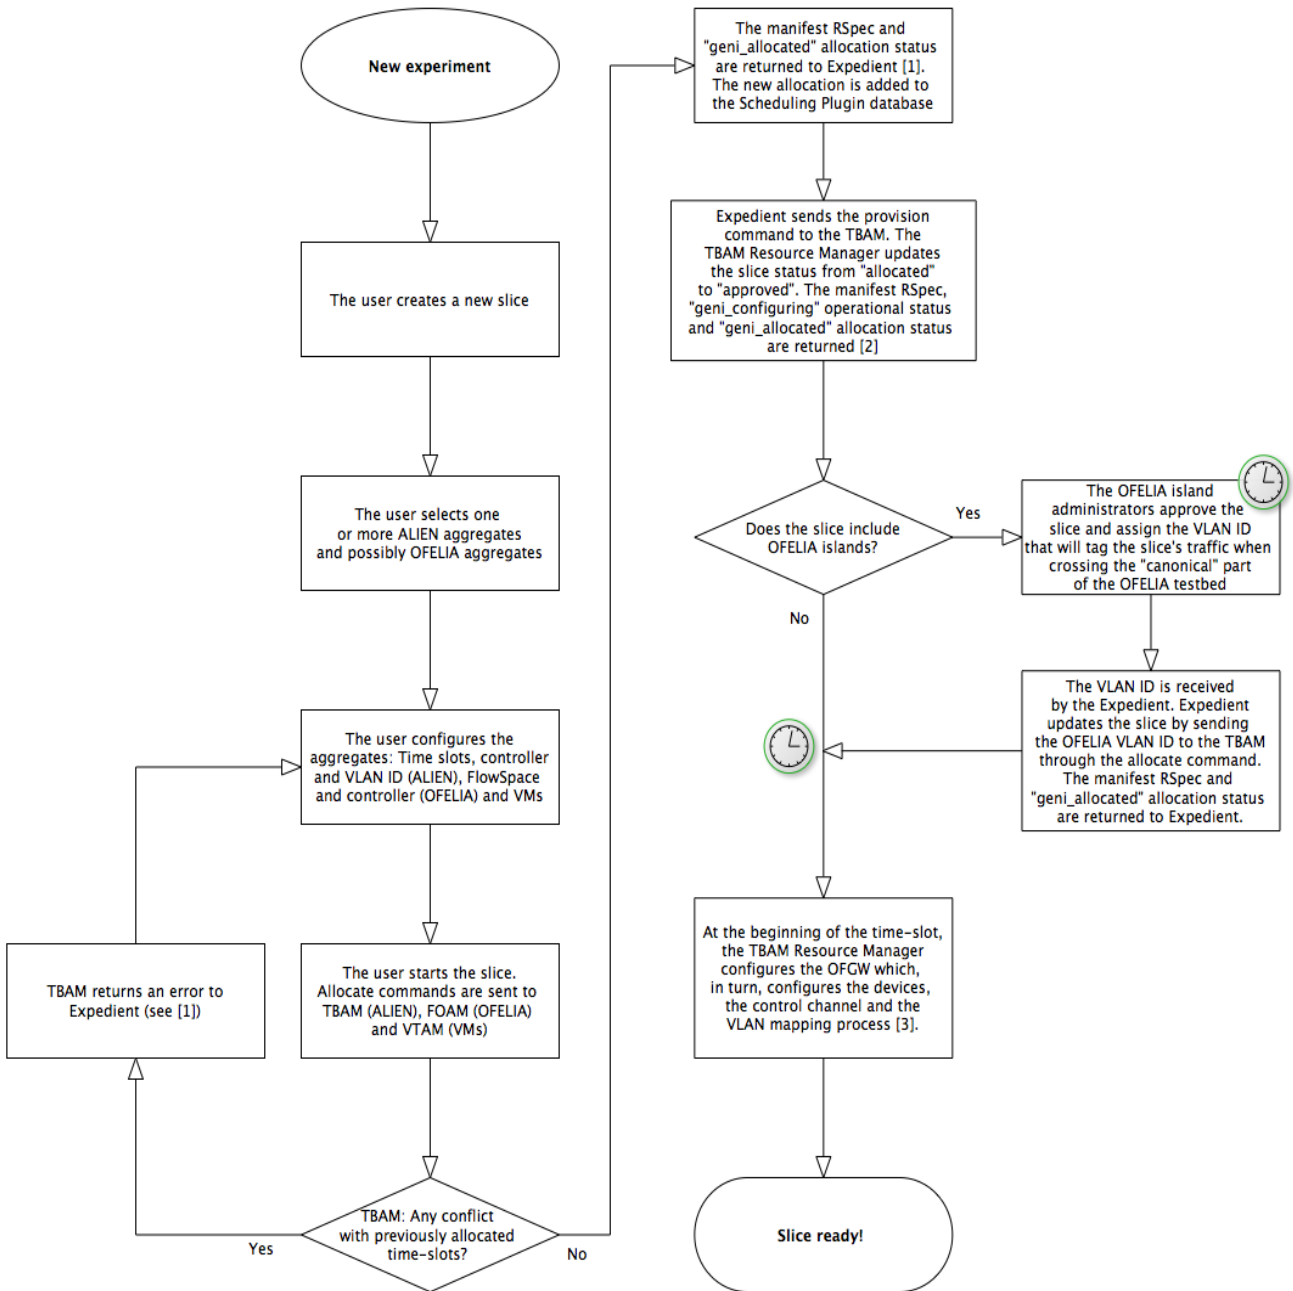 New experiment
The user creates a new slice
The user selects one
or more ALIEN aggregates
and possibly OFELIA aggregates
The user configures the
aggregates: Time slots, controller
and VLAN ID (ALIEN), FlowSpace
and controller (OFELIA) and VMs
The user starts the slice.
Allocate commands are sent to
TBAM (ALIEN), FOAM (OFELIA)
and VTAM (VMs)
TBAM returns an error to
Expedient (see [1])
TBAM: Any conflict
with previously allocated
time-slots?
Yes
No
The manifest RSpec and
"geni_allocated" allocation status
are returned to Expedient [1].
The new allocation is added to
the Scheduling Plugin database
Expedient sends the provision
command to the TBAM. The
TBAM Resource Manager updates
the slice status from "allocated"
to "approved". The manifest RSpec,
"geni_configuring" operational status
and "geni_allocated" allocation status
are returned [2]
Does the slice include
OFELIA islands?
Yes
No
The OFELIA island
administrators approve the
slice and assign the VLAN ID
that will tag the slice's traffic when
crossing the "canonical" part
of the OFELIA testbed
The VLAN ID is received
by the Expedient. Expedient
updates the slice by sending
the OFELIA VLAN ID to the TBAM
through the allocate command.
The manifest RSpec and
"geni_allocated" allocation status
are returned to Expedient.
At the beginning of the time-slot,
the TBAM Resource Manager
configures the OFGW which,
in turn, configures the devices,
the control channel and the
VLAN mapping process [3].
Slice ready!